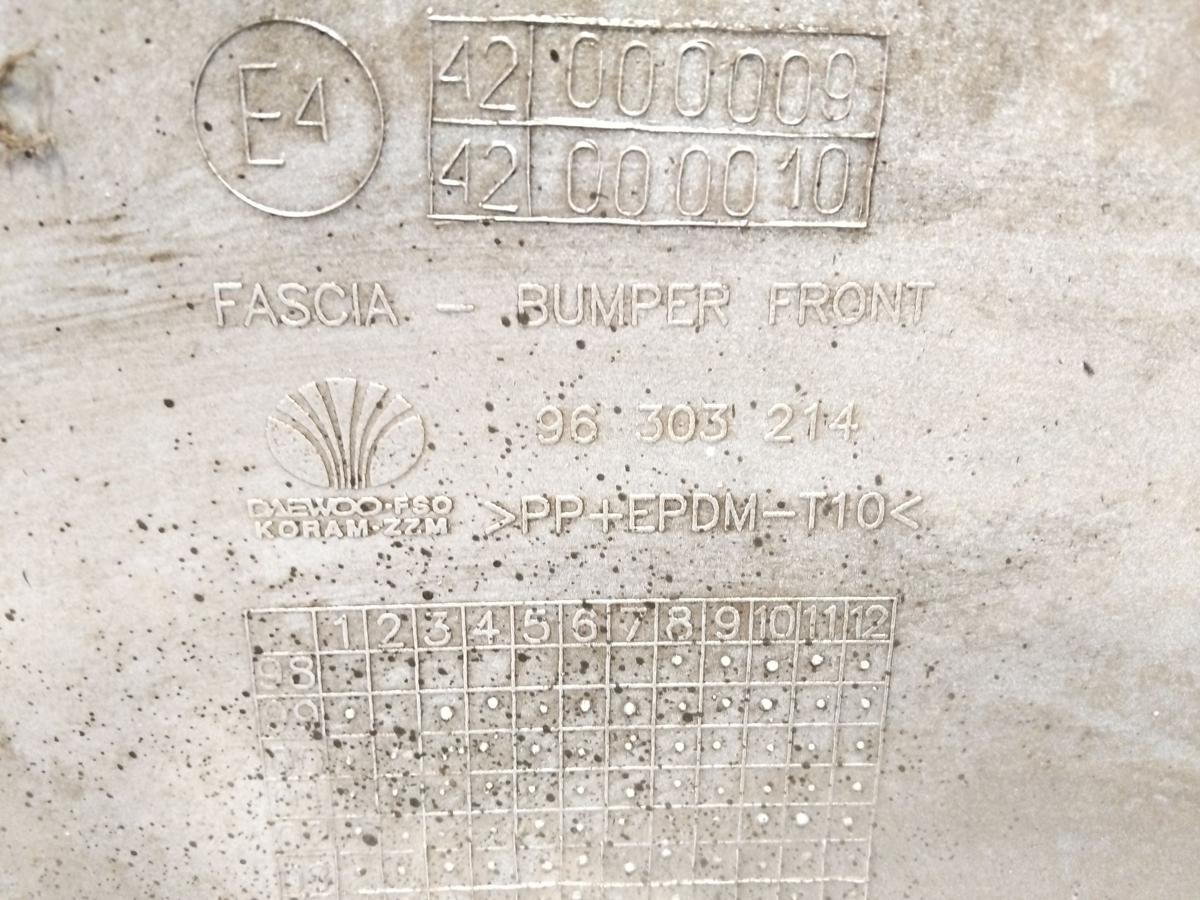 E4
42 000009
42 000010
FASCIA - BUMPER FRONT
96 303 214
DAEWOO·FSO
KORAM·ZZM
>PP+EPDM-T10<
1 2 3 4 5 6 7 8 9 10 11 12
98
99